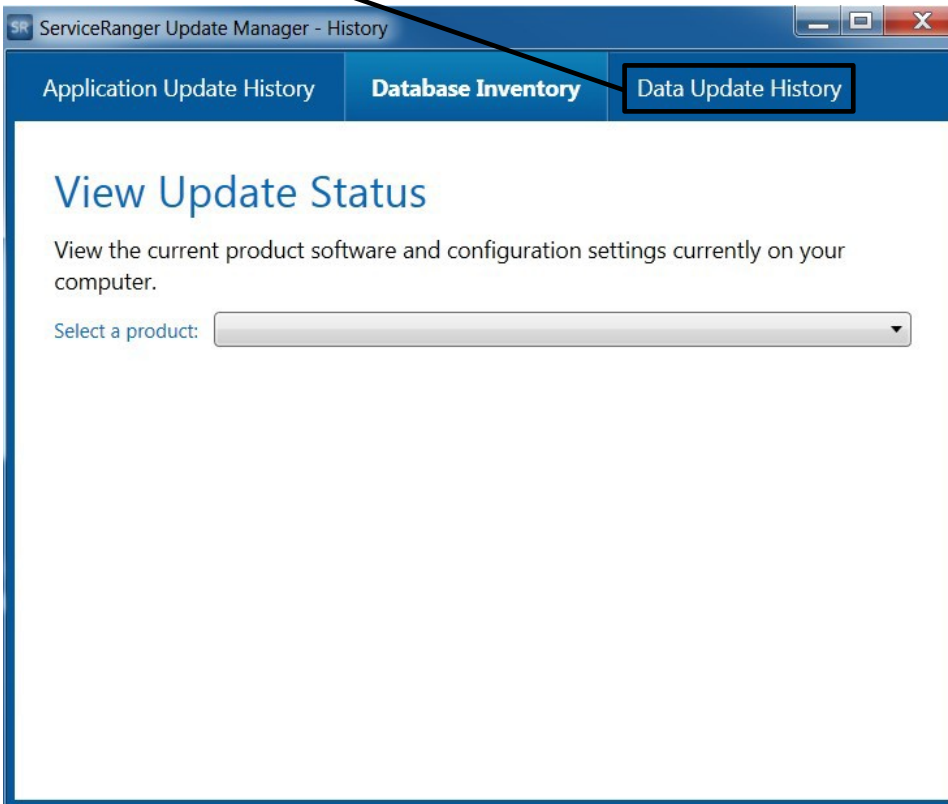 SR ServiceRanger Update Manager - History
Application Update History Database Inventory Data Update History
View Update Status
View the current product software and configuration settings currently on your
computer.
Select a product: